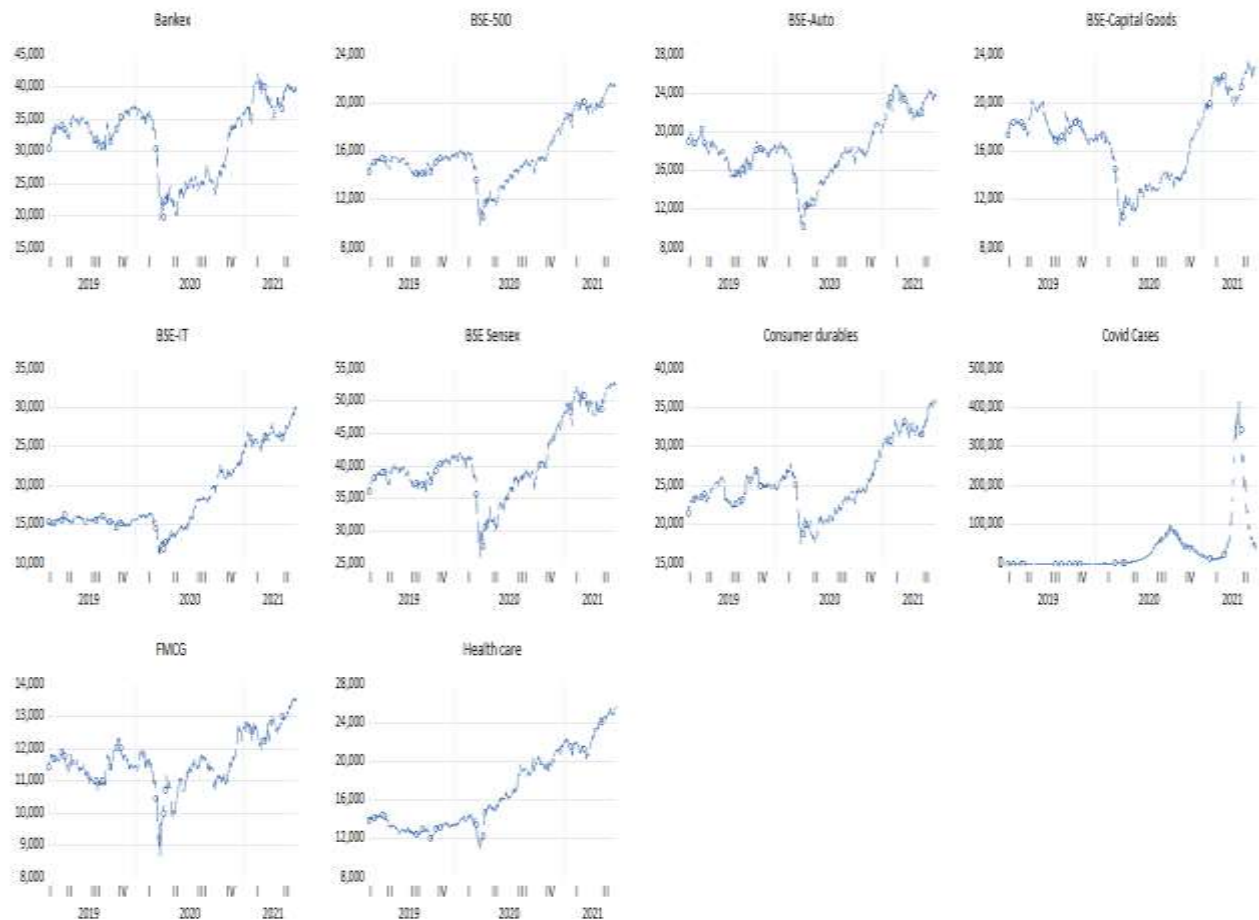 Bankex
45,000
40,000
35,000
30,000
25,000
20,000
15,000
I II III IV I II III IV I II
2019 2020 2021
BSE-500
24,000
20,000
16,000
12,000
8,000
I II III IV I II III IV I II
2019 2020 2021
BSE-Auto
28,000
24,000
20,000
16,000
12,000
8,000
I II III IV I II III IV I II
2019 2020 2021
BSE-Capital Goods
24,000
20,000
16,000
12,000
8,000
I II III IV I II III IV I II
2019 2020 2021
BSE-IT
35,000
30,000
25,000
20,000
15,000
10,000
I II III IV I II III IV I II
2019 2020 2021
BSE Sensex
55,000
50,000
45,000
40,000
35,000
30,000
25,000
I II III IV I II III IV I II
2019 2020 2021
Consumer durables
40,000
35,000
30,000
25,000
20,000
15,000
I II III IV I II III IV I II
2019 2020 2021
Covid Cases
500,000
400,000
300,000
200,000
100,000
0
I II III IV I II III IV I II
2019 2020 2021
FMCG
14,000
13,000
12,000
11,000
10,000
9,000
8,000
I II III IV I II III IV I II
2019 2020 2021
Health care
28,000
24,000
20,000
16,000
12,000
8,000
I II III IV I II III IV I II
2019 2020 2021